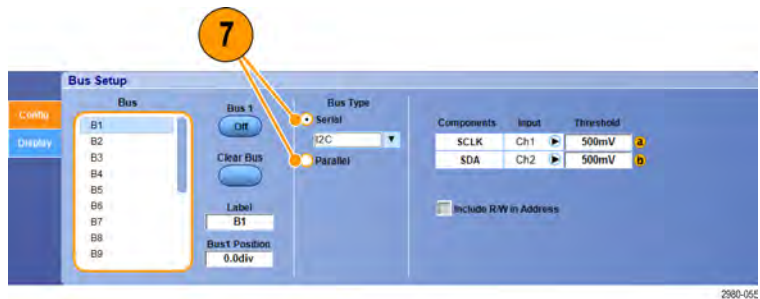 7
Bus Setup
Config
Display
Bus
B1
B2
B3
B4
B5
B6
B7
B8
B9
Bus 1
Off
Clear Bus
Label
B1
Bus1 Position
0.0div
Bus Type
Serial
I2C
Parallel
Components Input Threshold
SCLK Ch1 500mV a
SDA Ch2 500mV b
Include R/W in Address
2980-055